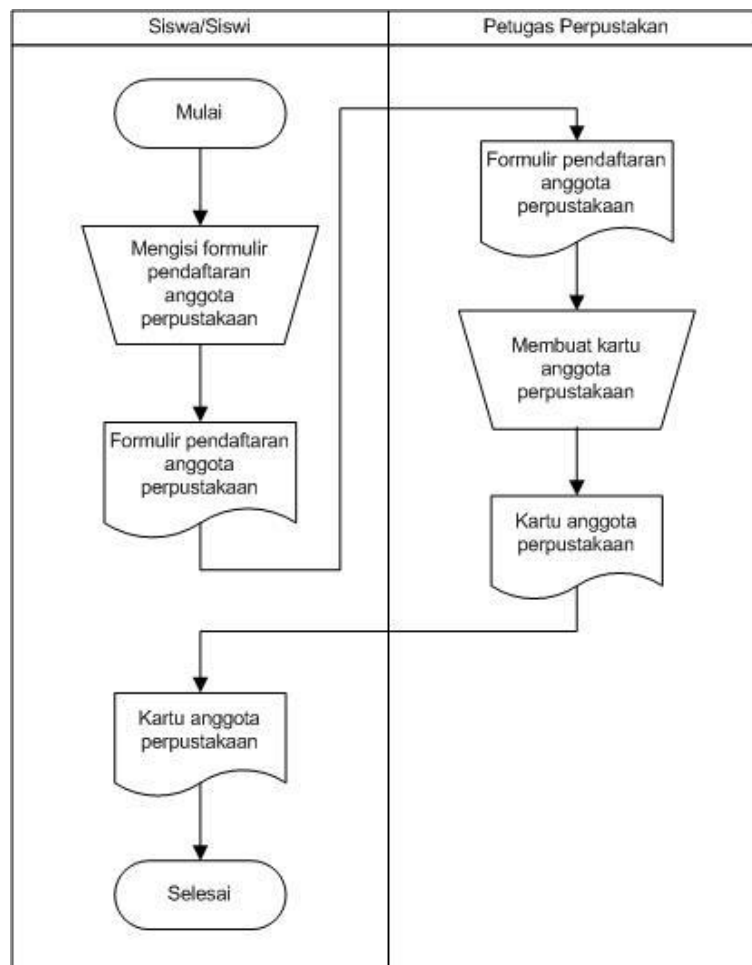 Siswa/Siswi
Petugas Perpustakan
Mulai
Mengisi formulir
pendaftaran
anggota
perpustakaan
Formulir pendaftaran
anggota
perpustakaan
Formulir pendaftaran
anggota
perpustakaan
Membuat kartu
anggota
perpustakaan
Kartu anggota
perpustakaan
Kartu anggota
perpustakaan
Selesai